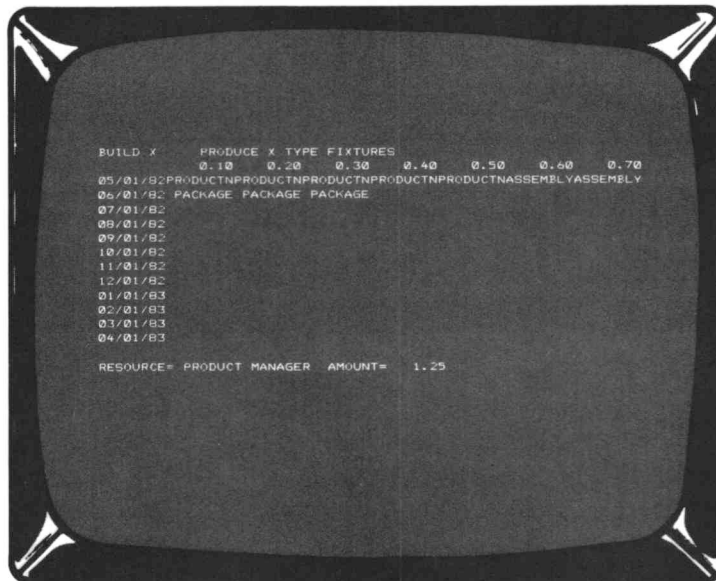 BUILD X PRODUCE X TYPE FIXTURES
0.10 0.20 0.30 0.40 0.50 0.60 0.70
05/01/82PRODUCTNPRODUCTNPRODUCTNPRODUCTNPRODUCTNASSEMBLYASSEMBLY
06/01/82 PACKAGE PACKAGE PACKAGE
07/01/82
08/01/82
09/01/82
10/01/82
11/01/82
12/01/82
01/01/83
02/01/83
03/01/83
04/01/83
RESOURCE= PRODUCT MANAGER AMOUNT= 1.25